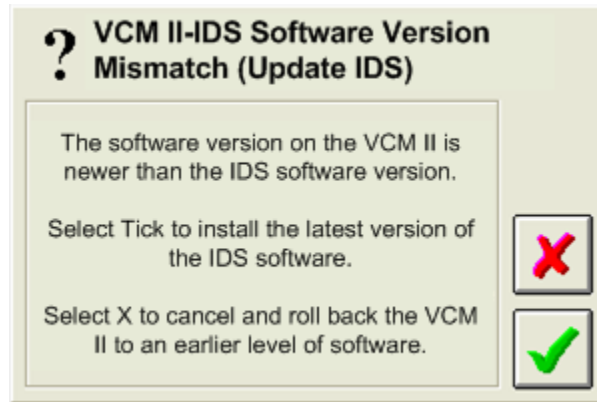 ? VCM II-IDS Software Version
Mismatch (Update IDS)
The software version on the VCM II is
newer than the IDS software version.
Select Tick to install the latest version of
the IDS software.
Select X to cancel and roll back the VCM
II to an earlier level of software.